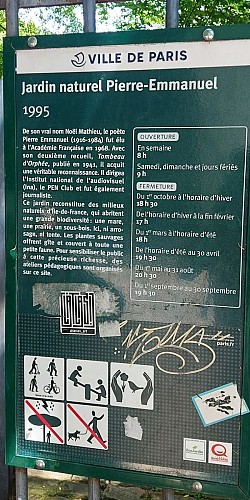 VILLE DE PARIS
Jardin naturel Pierre-Emmanuel
1995
De son vrai nom Noël Mathieu, le poète
Pierre Emmanuel (1916-1984) fut élu
à l'Académie Française en 1968. Avec
son deuxième recueil, Tombeau
d'Orphée, publié en 1941, il acquit
une véritable reconnaissance. Il dirigea
l'Institut national de l'audiovisuel
(ina), le PEN Club et fut également
journaliste.
Ce jardin reconstitue des milieux
naturels d'Île-de-France, qui abritent
une grande biodiversité : une mare,
une prairie, un sous-bois. Ici, ni arro-
sage, ni tonte. Les plantes sauvages
offrent gîte et couvert à toute une
petite faune. Pour sensibiliser le public
à cette précieuse richesse, des
ateliers pédagogiques sont organisés
sur ce site.
OUVERTURE
En semaine
8 h
Samedi, dimanche et jours fériés
9 h
FERMETURE
Du 1er octobre à l'horaire d'hiver
18 h 30
De l'horaire d'hiver à la fin février
17 h
Du 1er mars à l'horaire d'été
18 h
De l'horaire d'été au 30 avril
19 h 30
Du 1er mai au 31 août
20 h 30
Du 1er septembre au 30 septembre
19 h 30